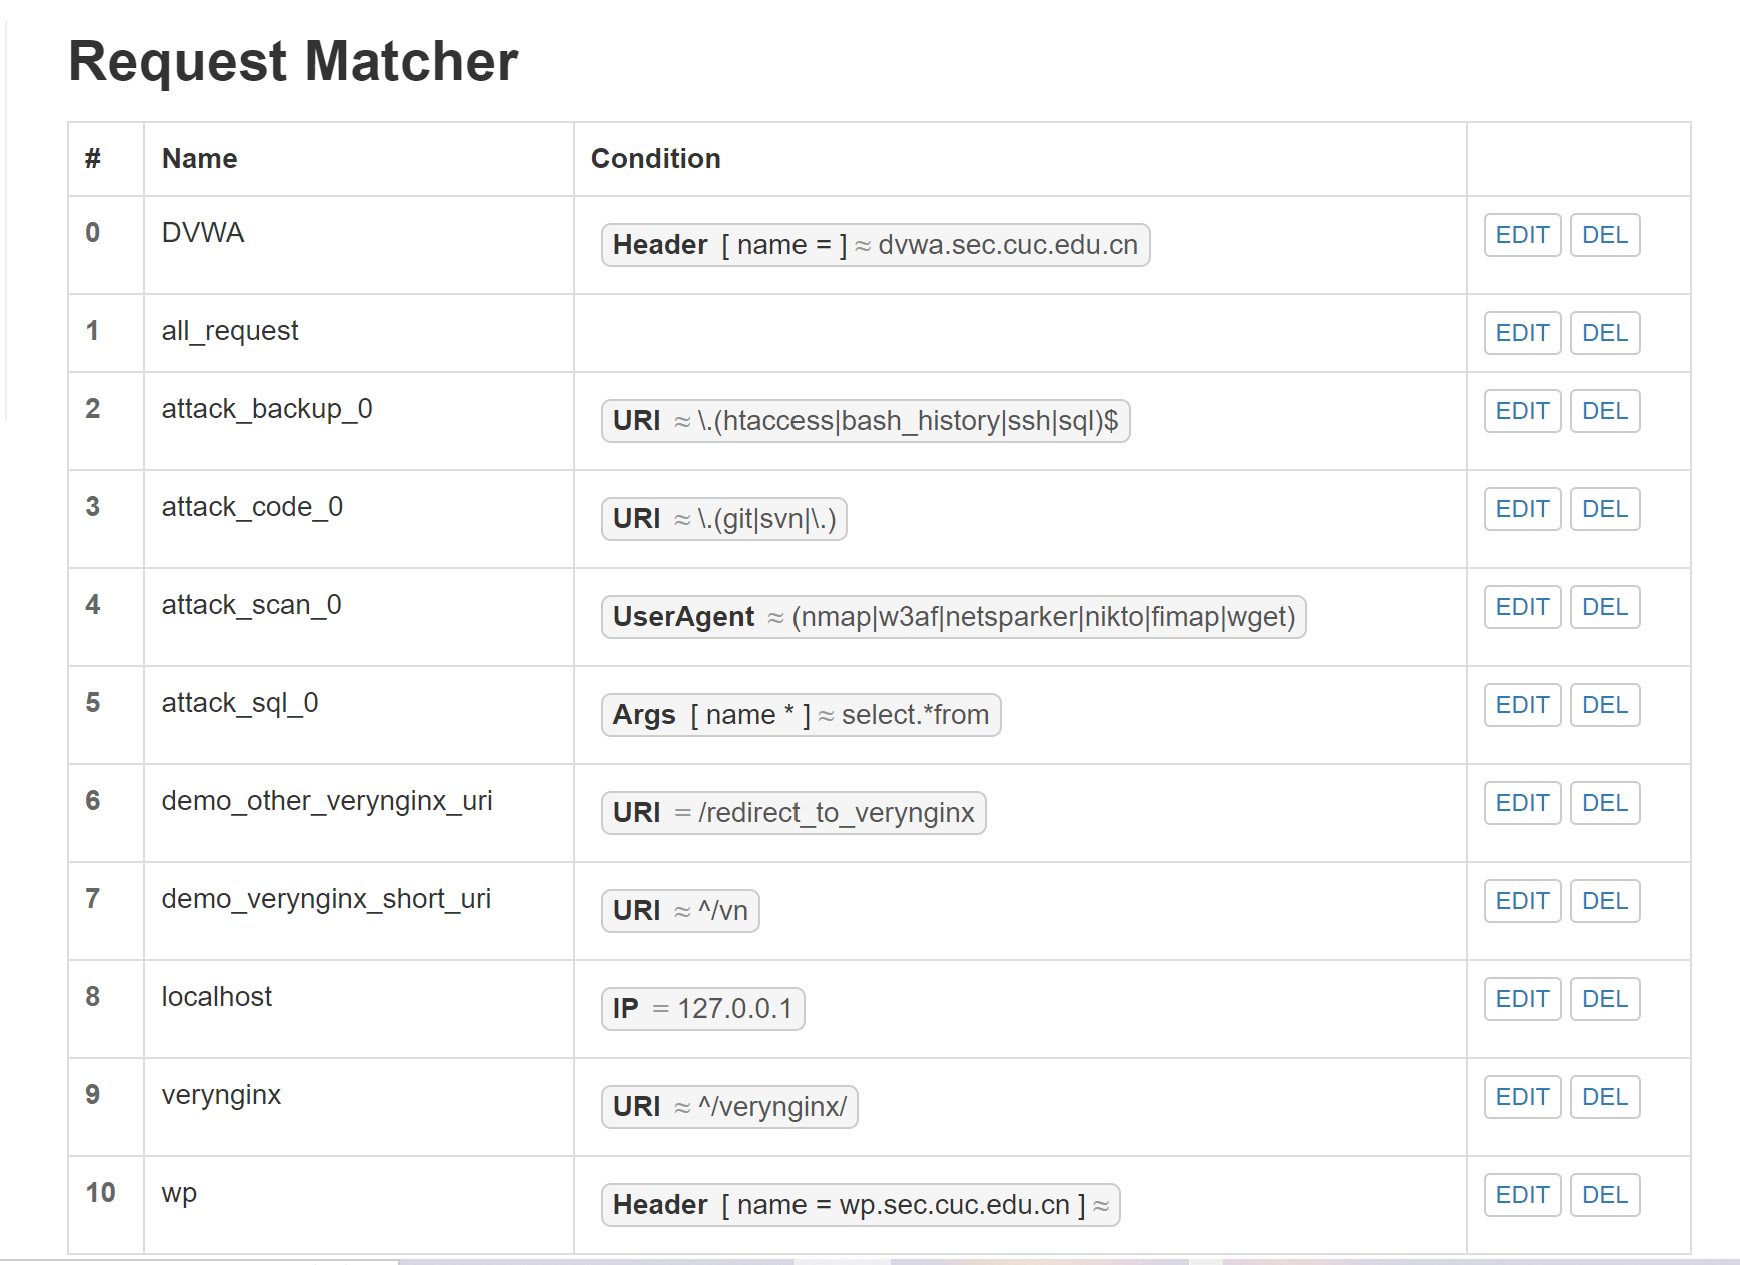 Request Matcher
# Name Condition
0 DVWA Header [ name = ] ≈ dvwa.sec.cuc.edu.cn EDIT DEL
1 all_request EDIT DEL
2 attack_backup_0 URI ≈ \.(htaccess|bash_history|ssh|sql)$ EDIT DEL
3 attack_code_0 URI ≈ \.(git|svn|\.) EDIT DEL
4 attack_scan_0 UserAgent ≈ (nmap|w3af|netsparker|nikto|fimap|wget) EDIT DEL
5 attack_sql_0 Args [ name * ] ≈ select.*from EDIT DEL
6 demo_other_verynginx_uri URI = /redirect_to_verynginx EDIT DEL
7 demo_verynginx_short_uri URI ≈ ^/vn EDIT DEL
8 localhost IP = 127.0.0.1 EDIT DEL
9 verynginx URI ≈ ^/verynginx/ EDIT DEL
10 wp Header [ name = wp.sec.cuc.edu.cn ] ≈ EDIT DEL